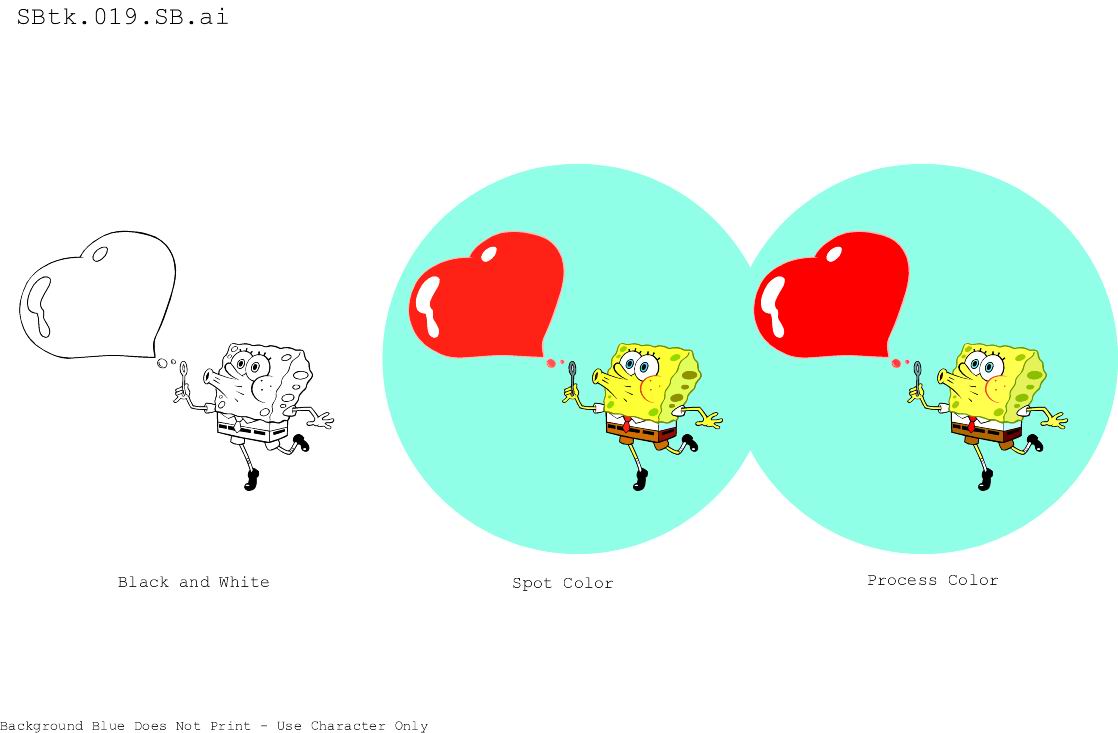 SBtk.019.SB.ai
Black and White
Spot Color
Process Color
Background Blue Does Not Print - Use Character Only